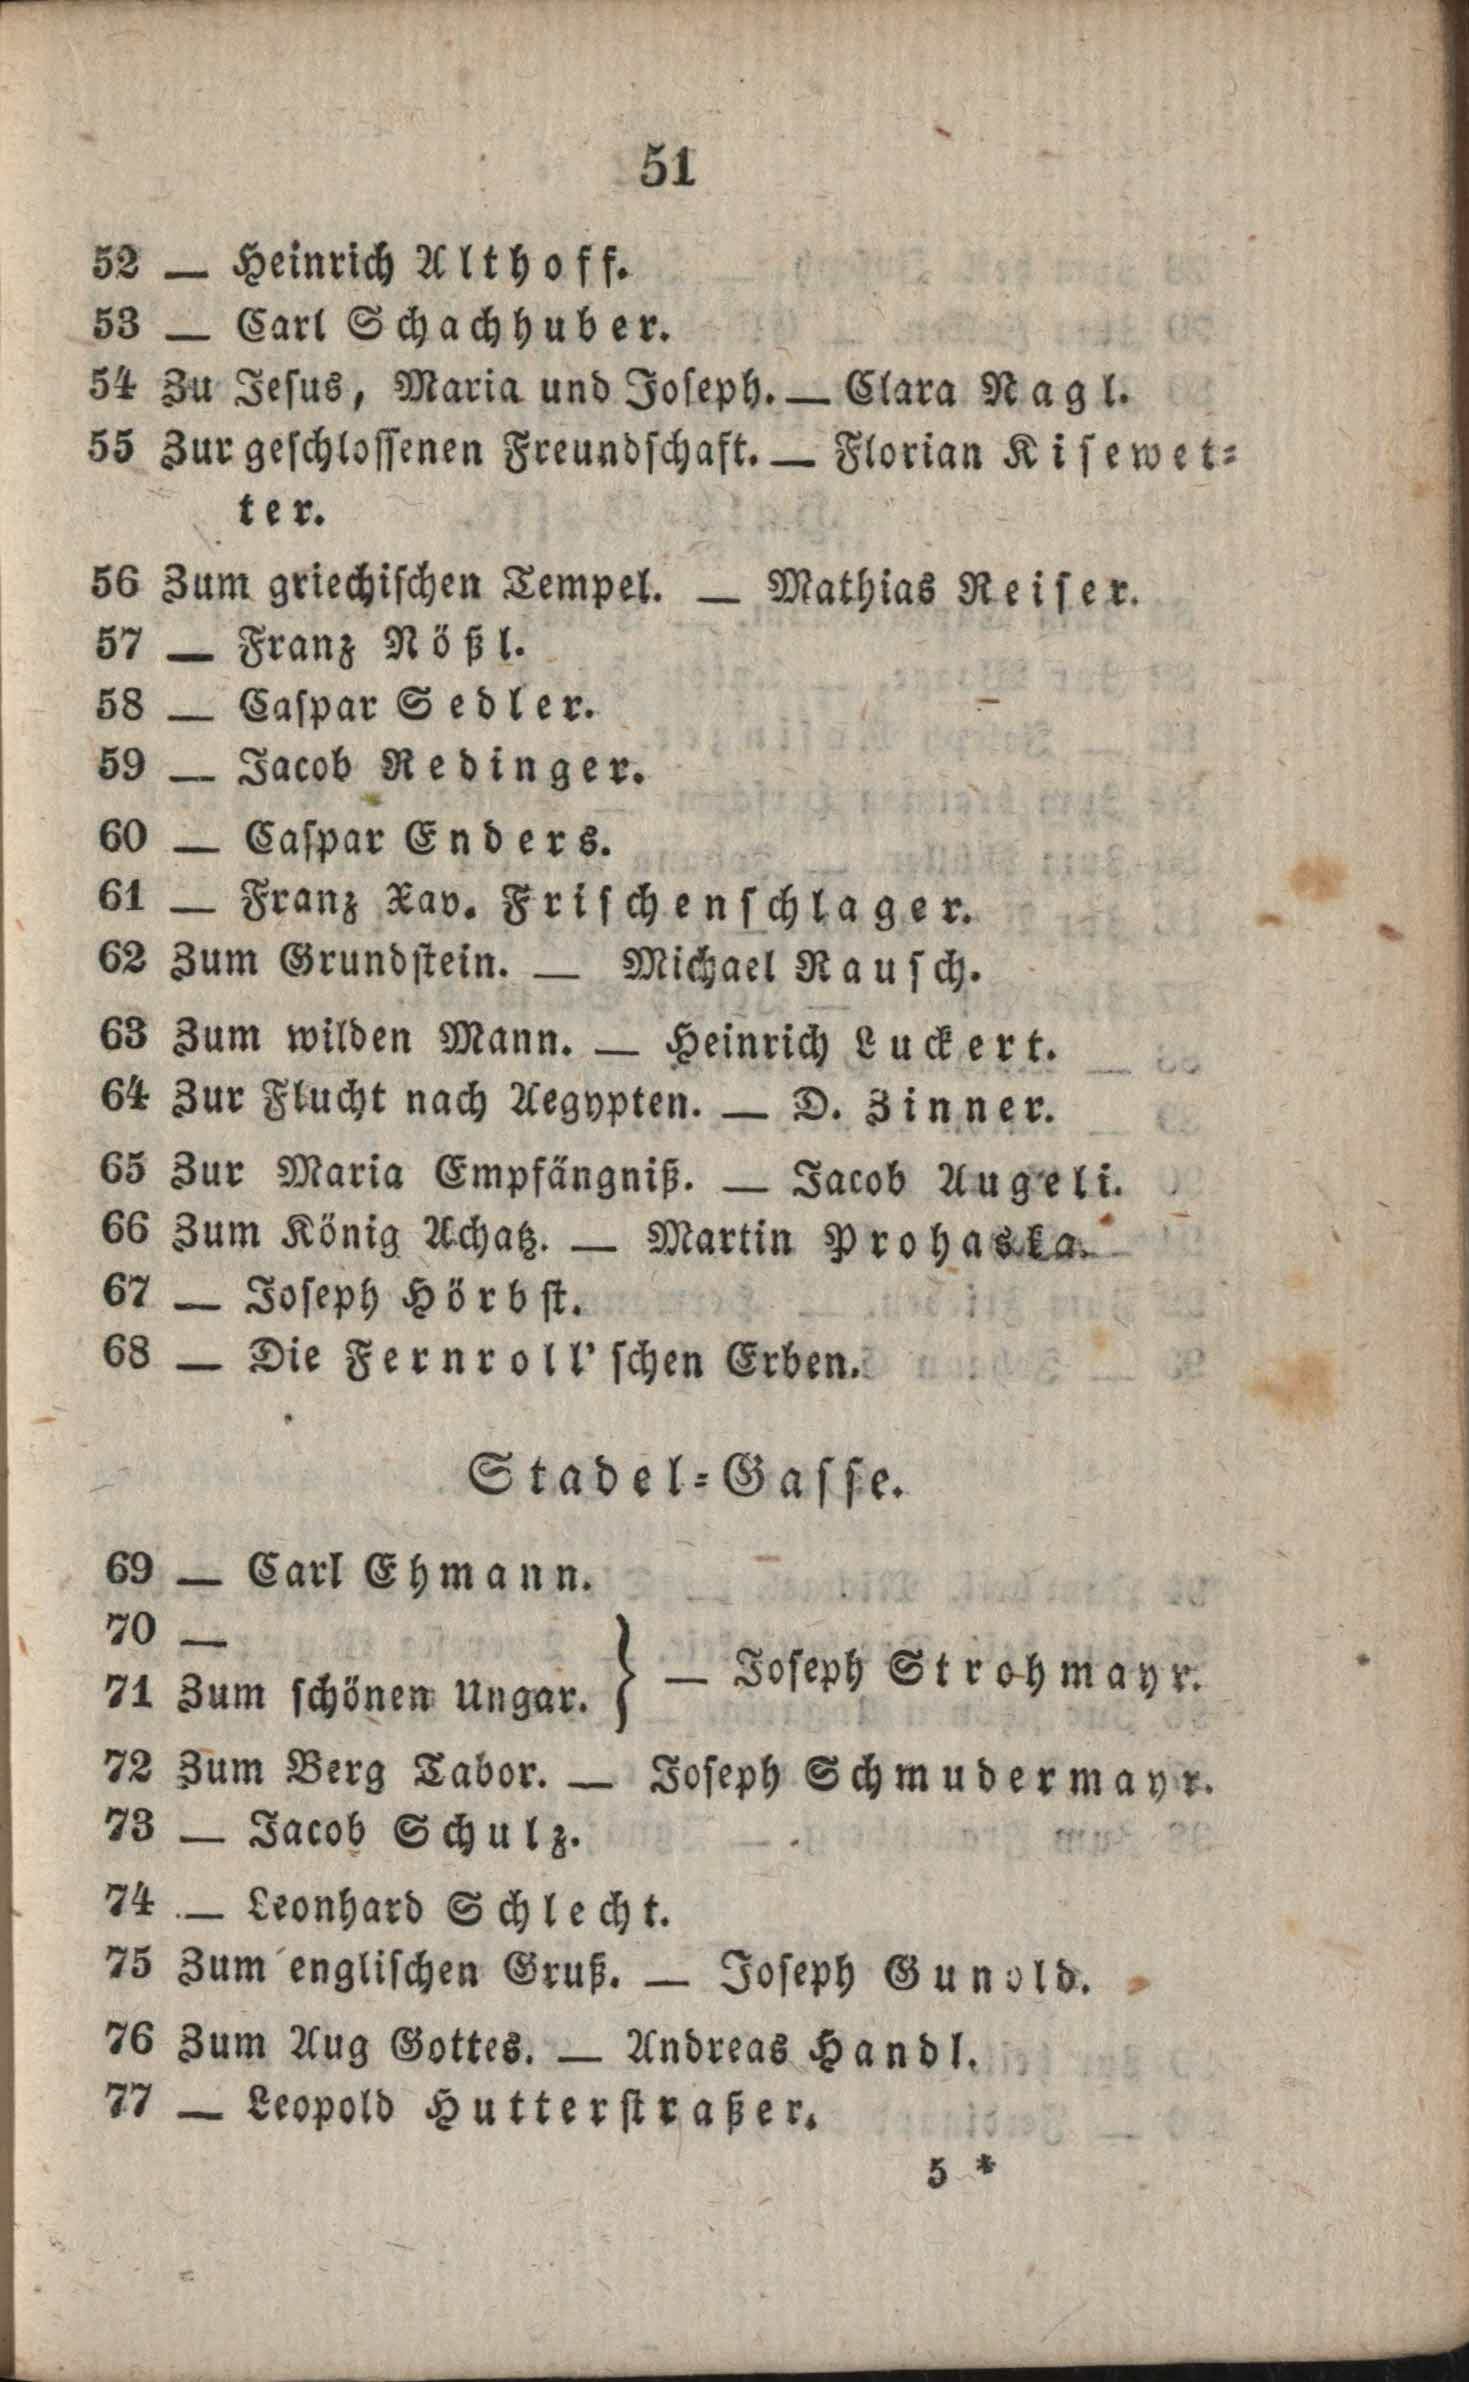 51
52 — Heinrich Althoff.
53 — Carl Schachhuber.
54 Zu Jesus, Maria und Joseph. — Clara Nagl.
55 Zur geschlossenen Freundschaft. — Florian Kisewet-
ter.
56 Zum griechischen Tempel. — Mathias Reiser.
57 — Franz Nößl.
58 — Caspar Sedler.
59 — Jacob Redinger.
60 — Caspar Enders.
61 — Franz Xav. Frischenschlager.
62 Zum Grundstein. — Michael Rausch.
63 Zum wilden Mann. — Heinrich Luckert.
64 Zur Flucht nach Aegypten. — D. Zinner.
65 Zur Maria Empfängniß. — Jacob Augeli.
66 Zum König Achatz. — Martin Prohaska.
67 — Joseph Hörbst.
68 — Die Fernroll'schen Erben.
Stadel-Gasse.
69 — Carl Ehmann.
70 —
71 Zum schönen Ungar. } — Joseph Strohmayr.
72 Zum Berg Tabor. — Joseph Schmudermayr.
73 — Jacob Schulz.
74 — Leonhard Schlecht.
75 Zum englischen Gruß. — Joseph Gunold.
76 Zum Aug Gottes. — Andreas Handl.
77 — Leopold Hutterstraßer.
5 *